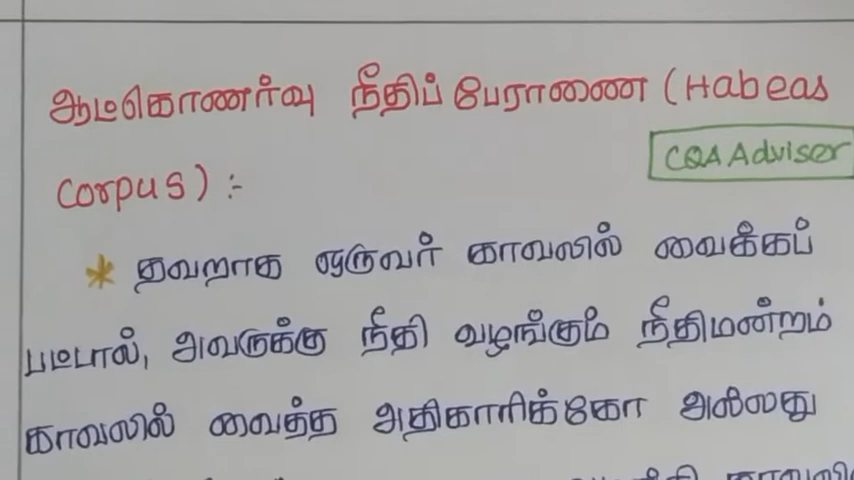 ஆட்கொணர்வு நீதிப் பேராணை (Habeas
CQA Adviser
Corpus) :-
* தவறாக ஒருவர் காவலில் வைக்கப்
பட்டால், அவருக்கு நீதி வழங்கும் நீதிமன்றம்
காவலில் வைத்த அதிகாரிக்கோ அல்லது